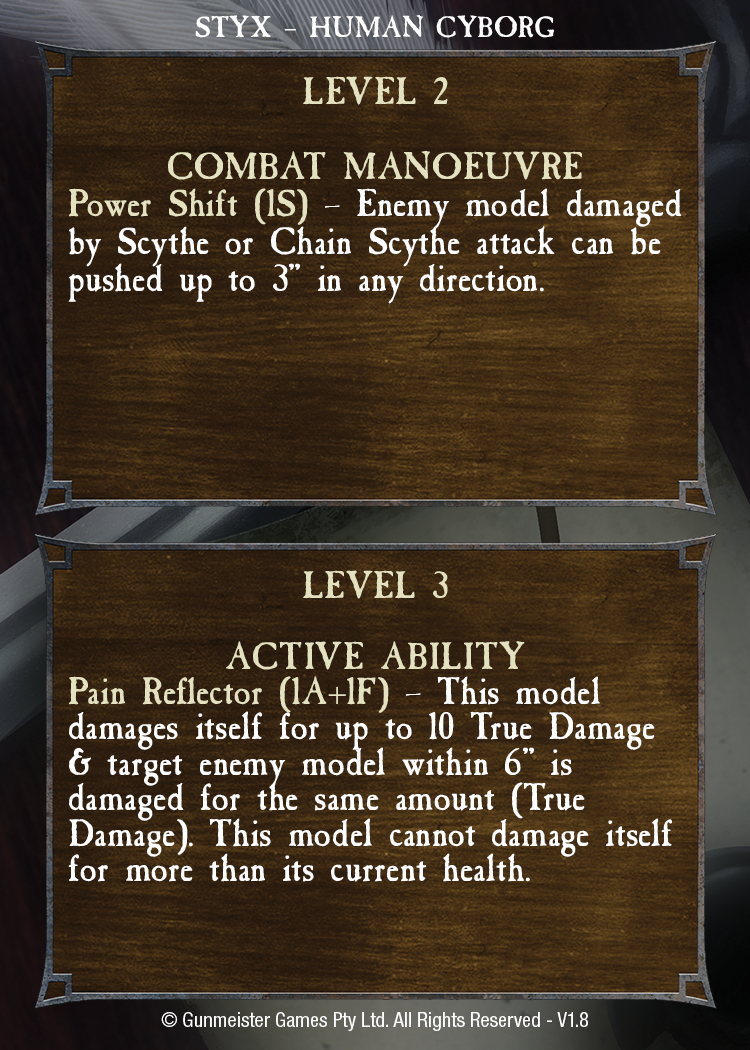 STYX – HUMAN CYBORG
LEVEL 2
COMBAT MANOEUVRE
Power Shift (1S) – Enemy model damaged
by Scythe or Chain Scythe attack can be
pushed up to 3” in any direction.
LEVEL 3
ACTIVE ABILITY
Pain Reflector (1A+1F) – This model
damages itself for up to 10 True Damage
& target enemy model within 6” is
damaged for the same amount (True
Damage). This model cannot damage itself
for more than its current health.
© Gunmeister Games Pty Ltd. All Rights Reserved - V1.8